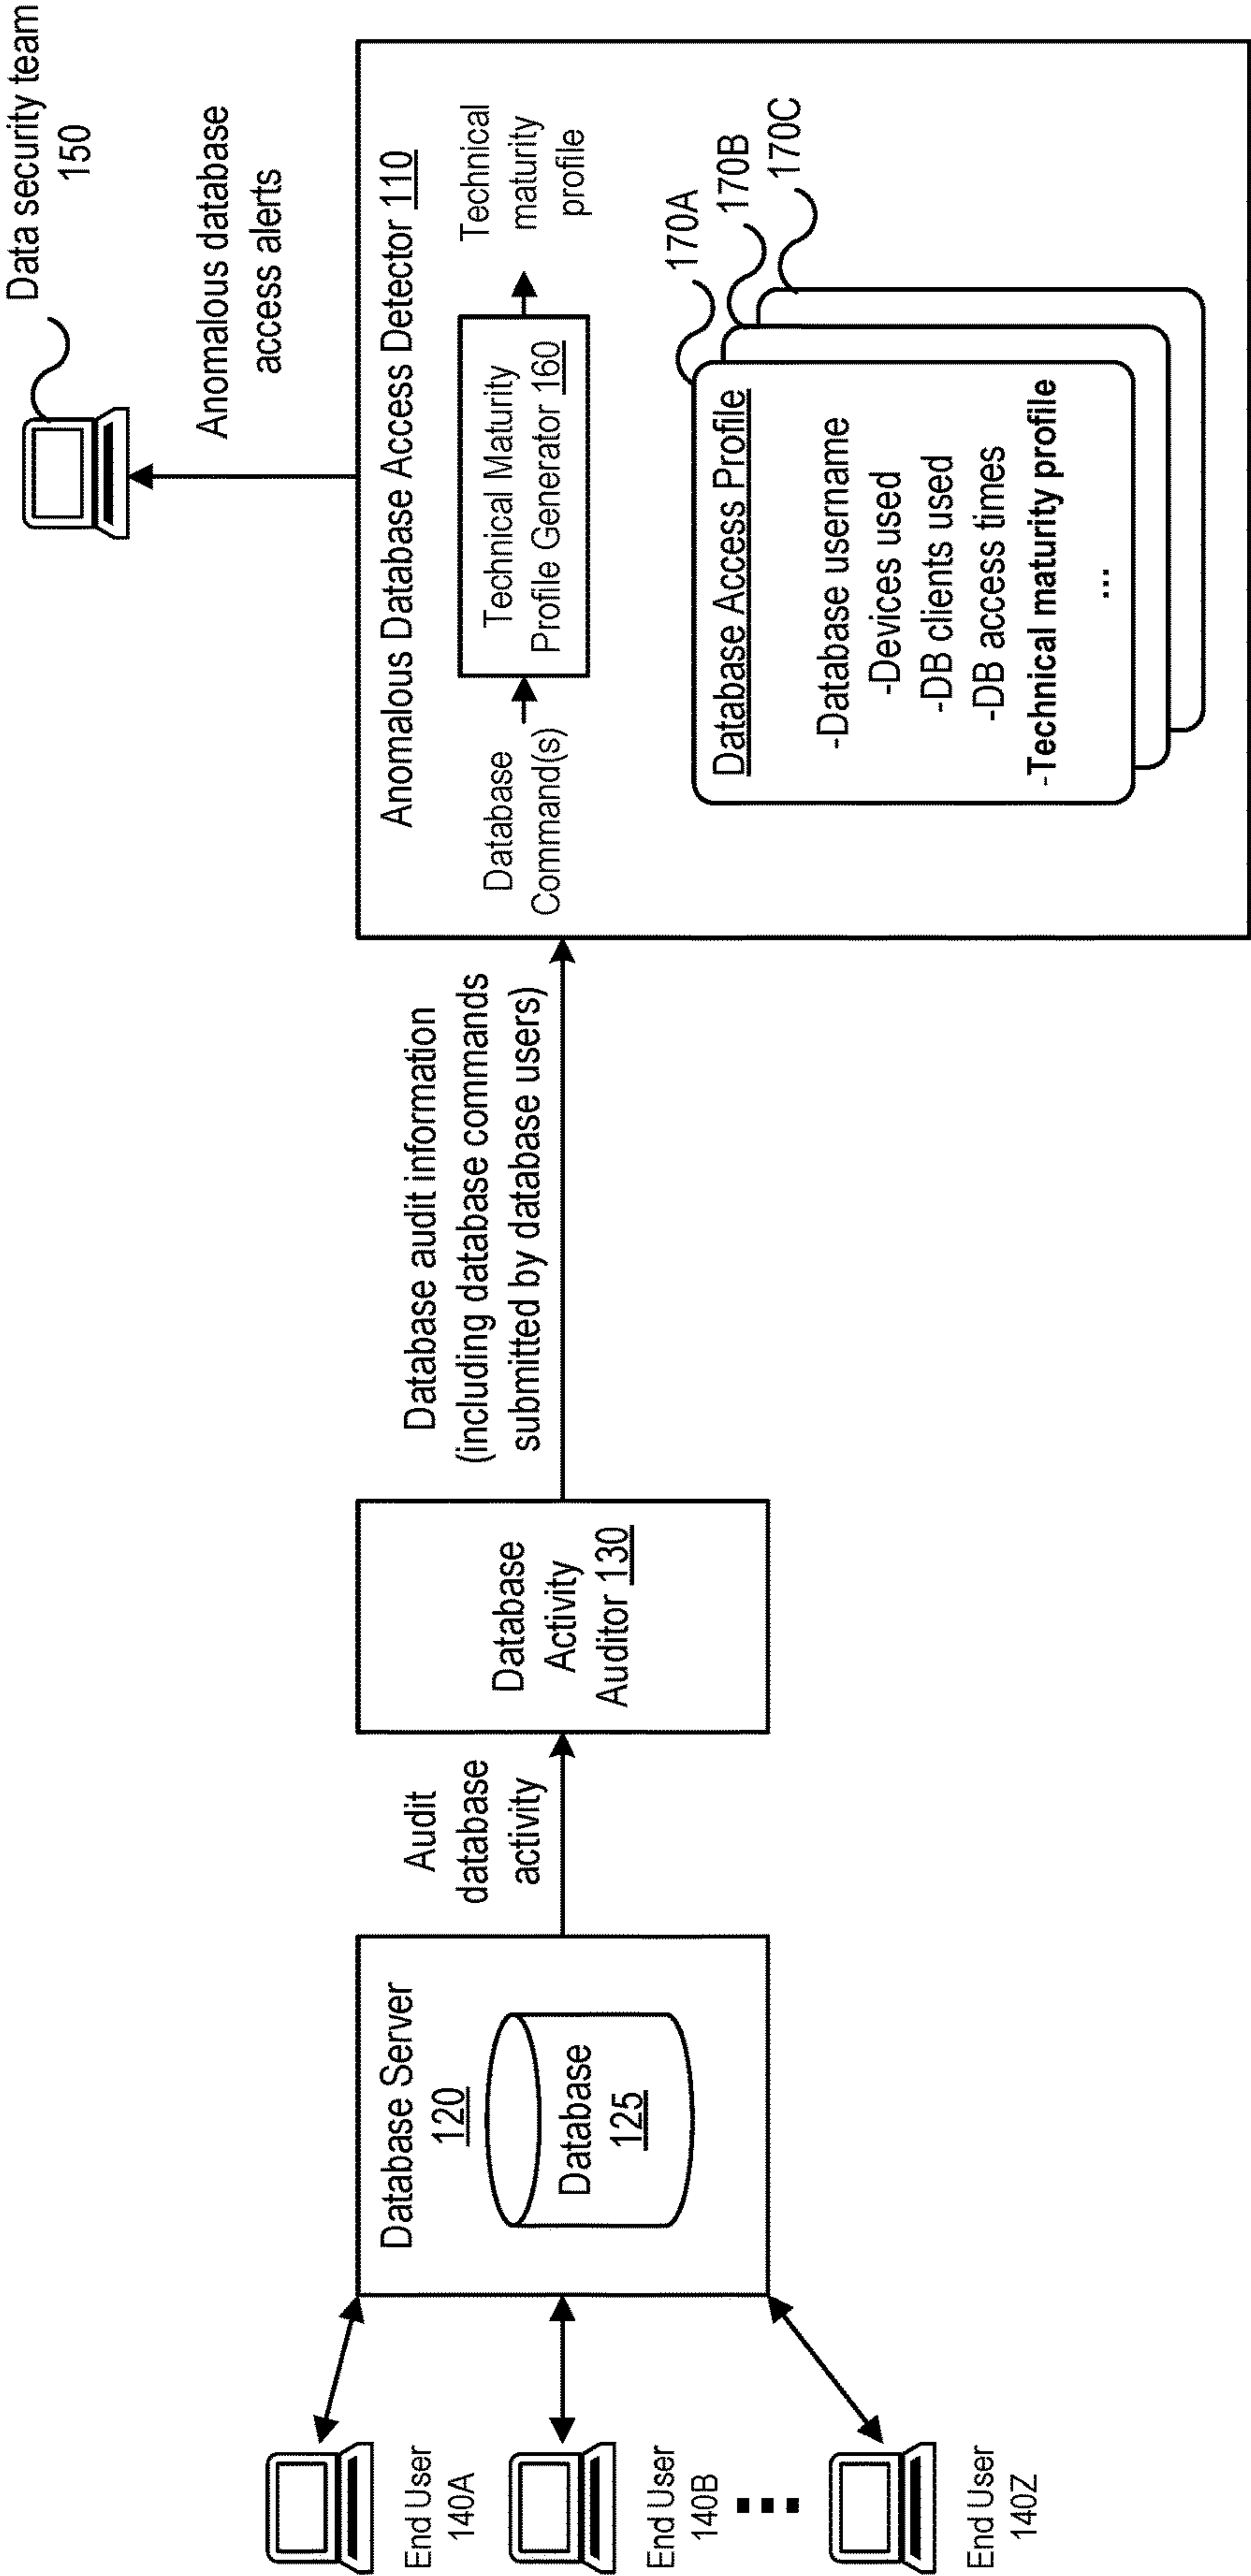 Data security team
150
Anomalous database
access alerts
End User
140A
End User
140B
End User
140Z
Database Server
120
Database
125
Audit
database
activity
Database
Activity
Auditor 130
Database audit information
(including database commands
submitted by database users)
Anomalous Database Access Detector 110
Database
Command(s)
Technical Maturity
Profile Generator 160
Technical
maturity
profile
170A
170B
170C
Database Access Profile
-Database username
-Devices used
-DB clients used
-DB access times
-Technical maturity profile
...